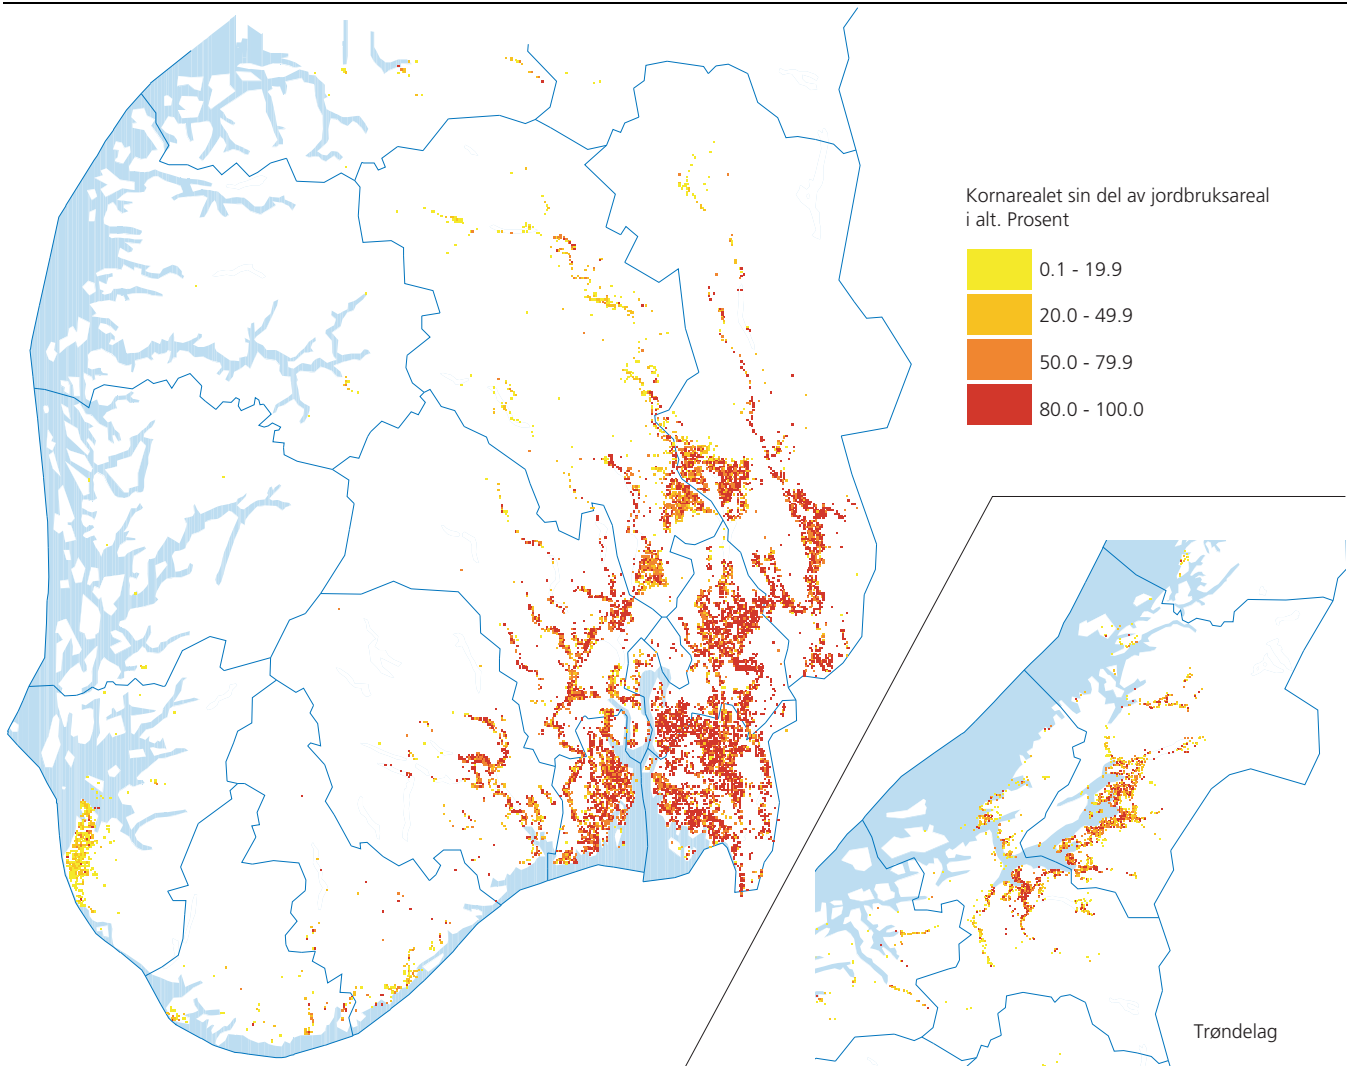 Kornarealet sin del av jordbruksareal
i alt. Prosent
0.1 - 19.9
20.0 - 49.9
50.0 - 79.9
80.0 - 100.0
Trøndelag